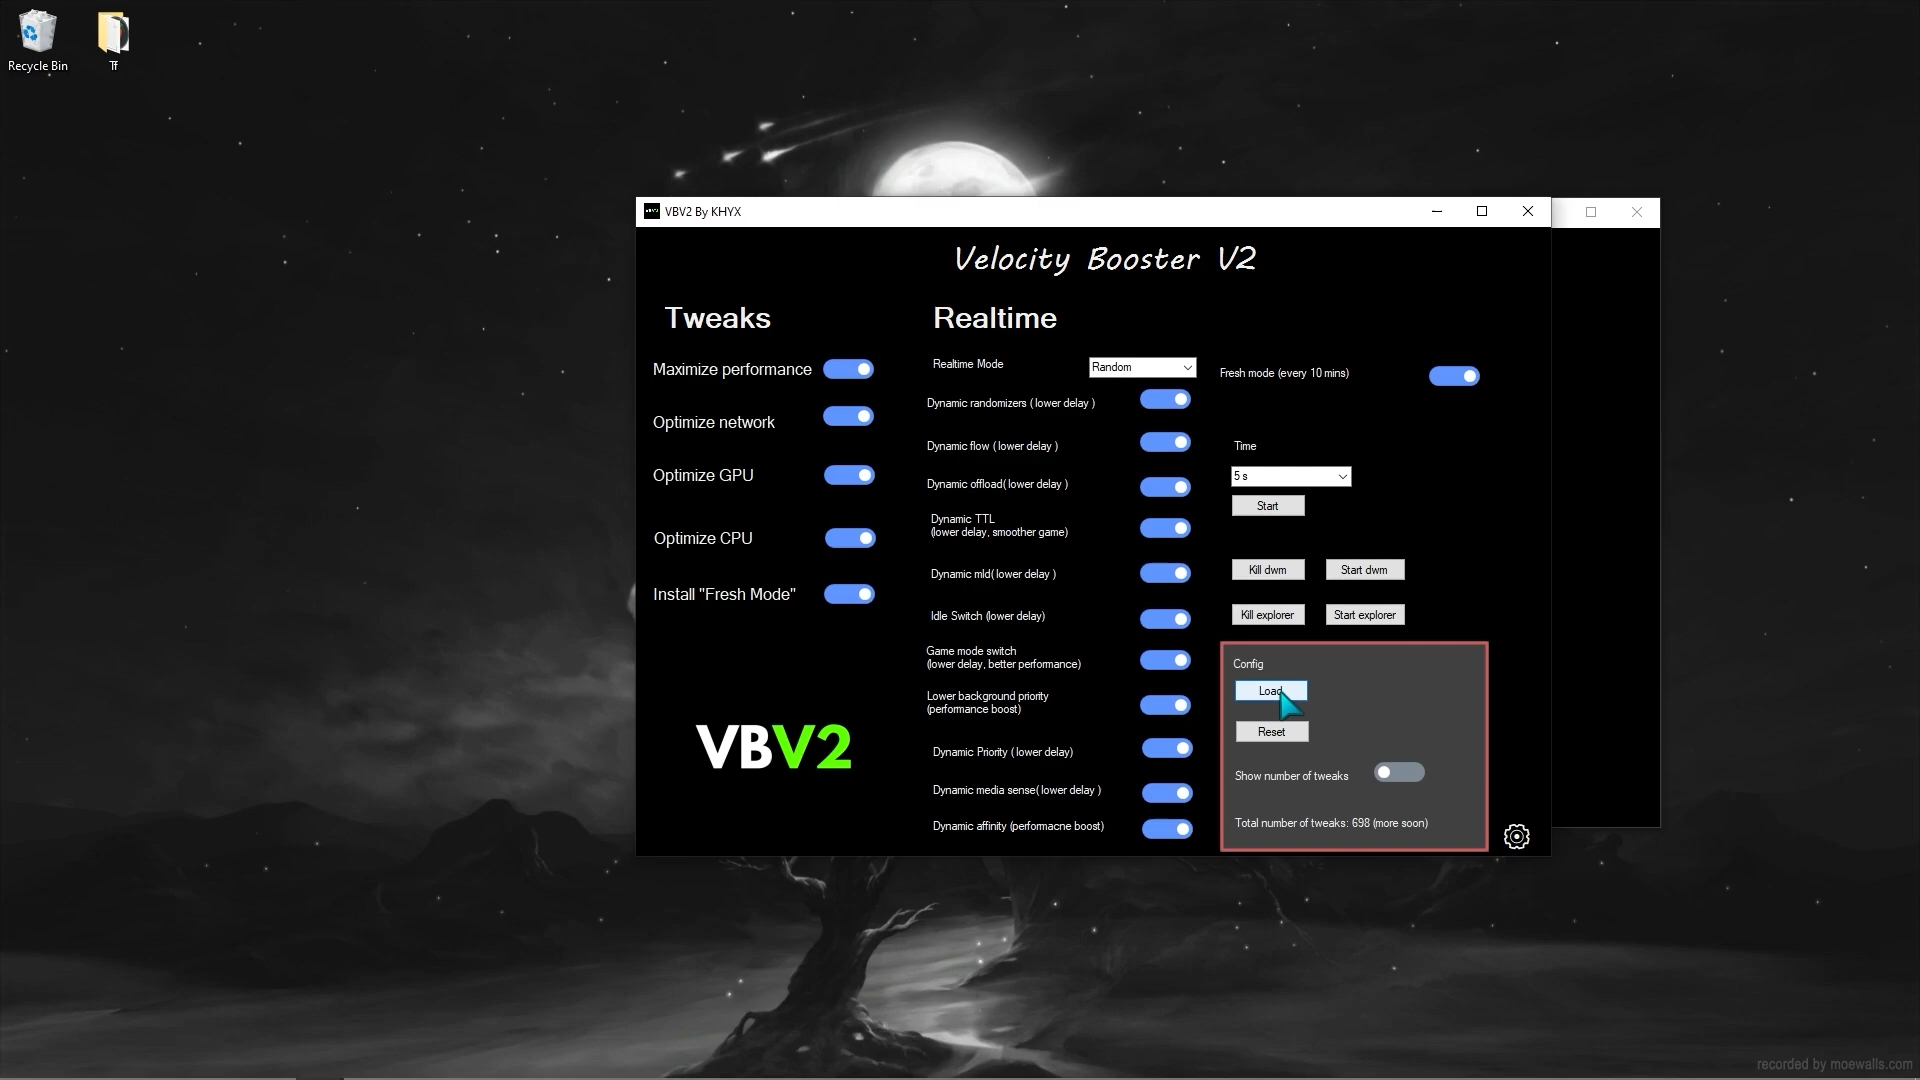 Recycle Bin
Tf
VBV2 By KHYX
Velocity Booster V2
Tweaks
Maximize performance
Optimize network
Optimize GPU
Optimize CPU
Install "Fresh Mode"
VBV2
Realtime
Realtime Mode
Random
Dynamic randomizers ( lower delay )
Dynamic flow ( lower delay )
Dynamic offload( lower delay )
Dynamic TTL
(lower delay, smoother game)
Dynamic mld( lower delay )
Idle Switch (lower delay)
Game mode switch
(lower delay, better performance)
Lower background priority
(performance boost)
Dynamic Priority ( lower delay)
Dynamic media sense( lower delay )
Dynamic affinity (performacne boost)
Fresh mode (every 10 mins)
Time
5 s
Start
Kill dwm
Start dwm
Kill explorer
Start explorer
Config
Load
Reset
Show number of tweaks
Total number of tweaks: 698 (more soon)
recorded by moewalls.com